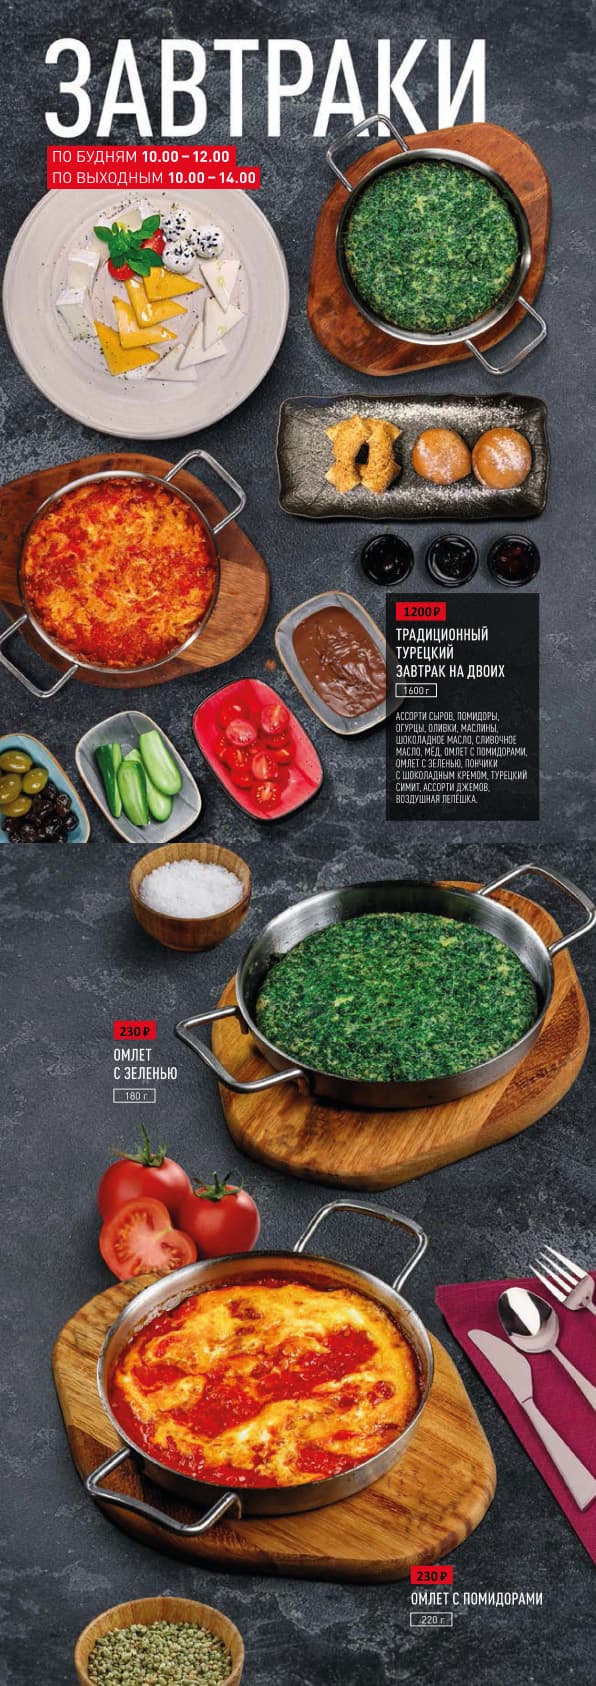 ЗАВТРАКИ
ПО БУДНЯМ 10.00 – 12.00
ПО ВЫХОДНЫМ 10.00 – 14.00
1200 ₽
ТРАДИЦИОННЫЙ
ТУРЕЦКИЙ
ЗАВТРАК НА ДВОИХ
1600 г
АССОРТИ СЫРОВ, ПОМИДОРЫ,
ОГУРЦЫ, ОЛИВКИ, МАСЛИНЫ,
ШОКОЛАДНОЕ МАСЛО, СЛИВОЧНОЕ
МАСЛО, МЁД, ОМЛЕТ С ПОМИДОРАМИ,
ОМЛЕТ С ЗЕЛЕНЬЮ, ПОНЧИКИ
С ШОКОЛАДНЫМ КРЕМОМ, ТУРЕЦКИЙ
СИМИТ, АССОРТИ ДЖЕМОВ,
ВОЗДУШНАЯ ЛЕПЁШКА.
230 ₽
ОМЛЕТ
С ЗЕЛЕНЬЮ
180 г
230 ₽
ОМЛЕТ С ПОМИДОРАМИ
220 г